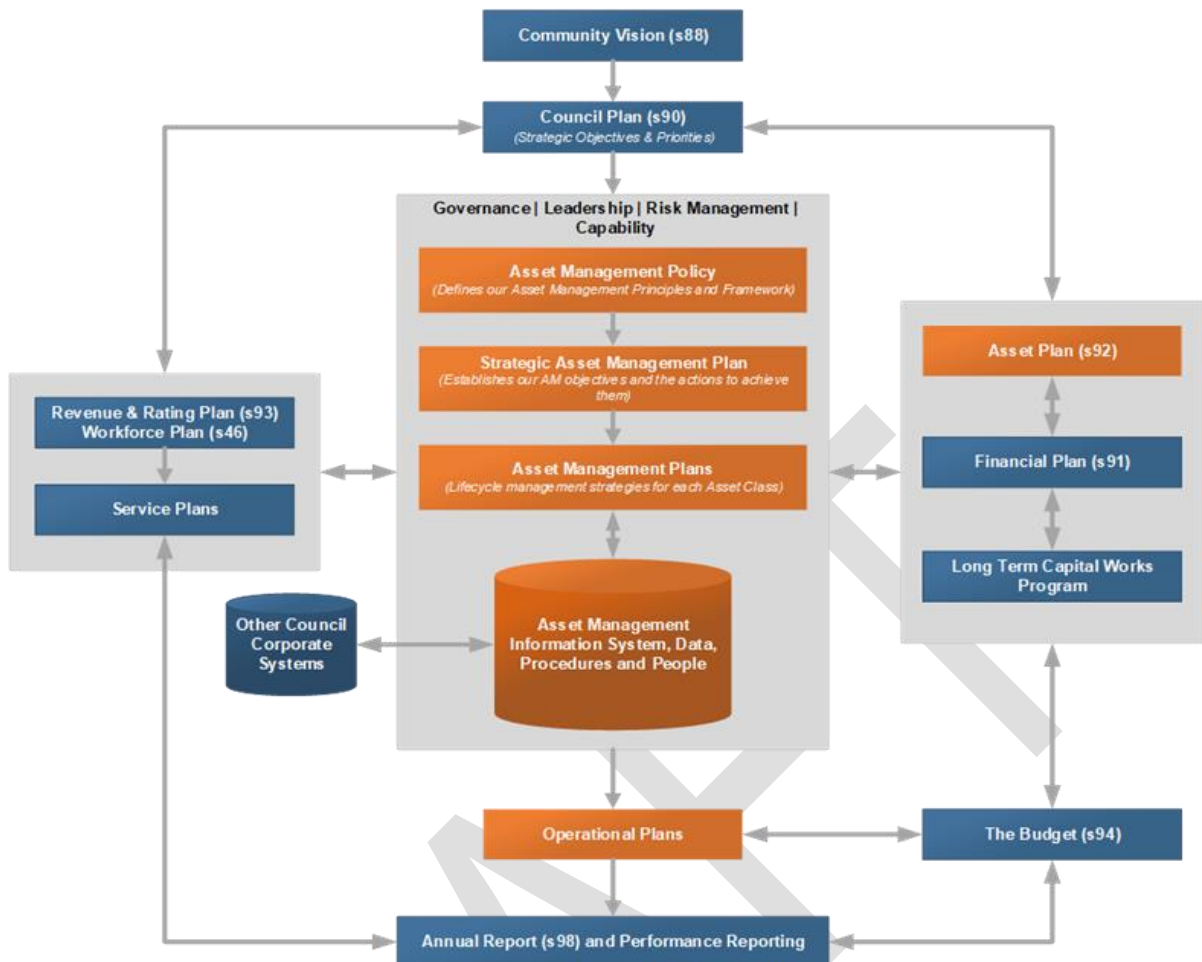 Community Vision (s88)
Council Plan (s90)
(Strategic Objectives & Priorities)
Governance | Leadership | Risk Management |
Capability
Asset Management Policy
(Defines our Asset Management Principles and Framework)
Strategic Asset Management Plan
(Establishes our AM objectives and the actions to achieve
them)
Asset Management Plans
(Lifecycle management strategies for each Asset Class)
Asset Management
Information System, Data,
Procedures and People
Revenue & Rating Plan (s93)
Workforce Plan (s46)
Service Plans
Other Council
Corporate
Systems
Asset Plan (s92)
Financial Plan (s91)
Long Term Capital Works
Program
Operational Plans
The Budget (s94)
Annual Report (s98) and Performance Reporting